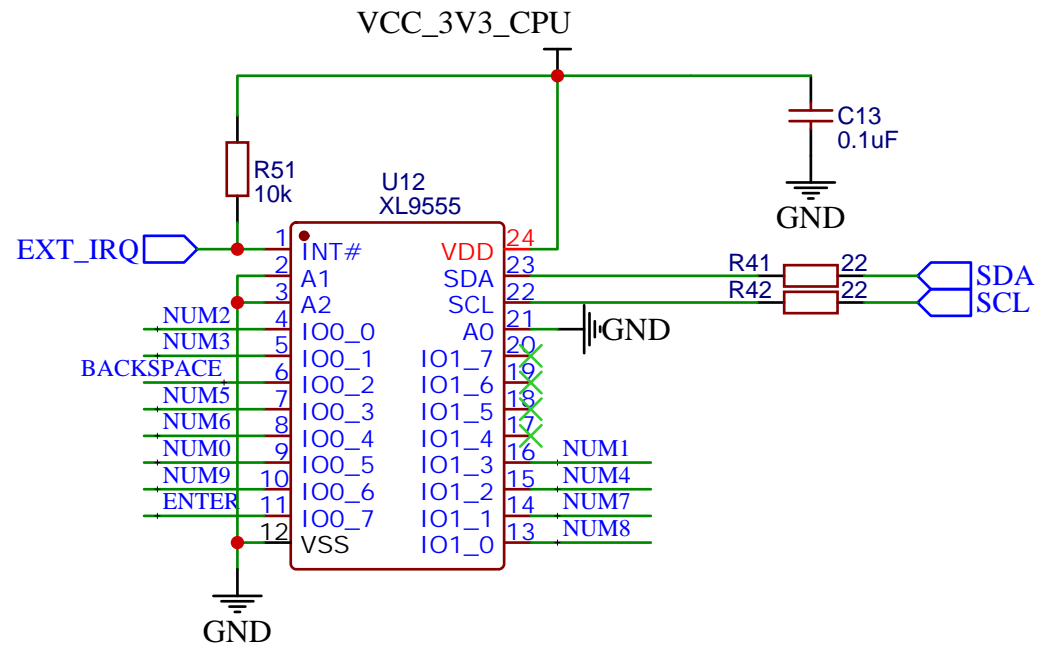 VCC_3V3_CPU
C13
0.1uF
GND
R51
10k
U12
XL9555
EXT_IRQ
1 INT# VDD 24
2 A1 SDA 23 R41 22 SDA
3 A2 SCL 22 R42 22 SCL
NUM2 4 IO0_0 A0 21 GND
NUM3 5 IO0_1 IO1_7 20
BACKSPACE 6 IO0_2 IO1_6 19
NUM5 7 IO0_3 IO1_5 18
NUM6 8 IO0_4 IO1_4 17
NUM0 9 IO0_5 IO1_3 16 NUM1
NUM9 10 IO0_6 IO1_2 15 NUM4
ENTER 11 IO0_7 IO1_1 14 NUM7
12 VSS IO1_0 13 NUM8
GND